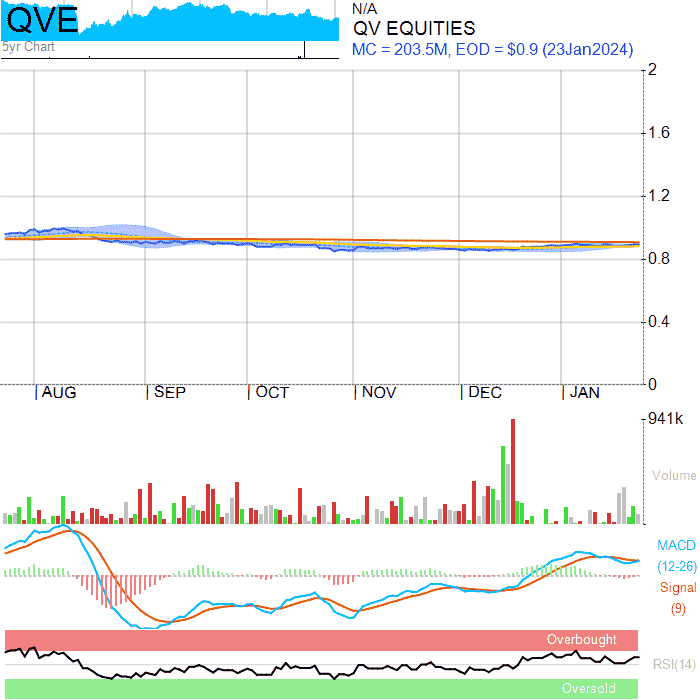 QVE
5yr Chart
N/A
QV EQUITIES
MC = 203.5M, EOD = $0.9 (23Jan2024)
2
1.6
1.2
0.8
0.4
0
AUG SEP OCT NOV DEC JAN
941k
Volume
MACD
(12-26)
Signal
(9)
Overbought
RSI(14)
Oversold